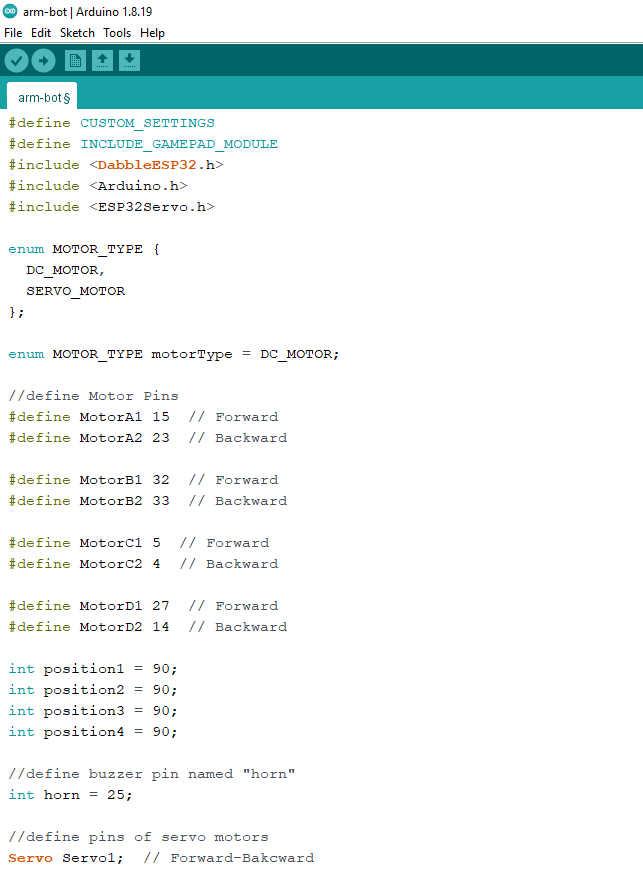 arm-bot | Arduino 1.8.19
File Edit Sketch Tools Help
arm-bot §
#define CUSTOM_SETTINGS
#define INCLUDE_GAMEPAD_MODULE
#include <DabbleESP32.h>
#include <Arduino.h>
#include <ESP32Servo.h>
enum MOTOR_TYPE {
  DC_MOTOR,
  SERVO_MOTOR
};
enum MOTOR_TYPE motorType = DC_MOTOR;
//define Motor Pins
#define MotorA1 15  // Forward
#define MotorA2 23  // Backward
#define MotorB1 32  // Forward
#define MotorB2 33  // Backward
#define MotorC1 5  // Forward
#define MotorC2 4  // Backward
#define MotorD1 27  // Forward
#define MotorD2 14  // Backward
int position1 = 90;
int position2 = 90;
int position3 = 90;
int position4 = 90;
//define buzzer pin named "horn"
int horn = 25;
//define pins of servo motors
Servo Servo1;  // Forward-Bakcward